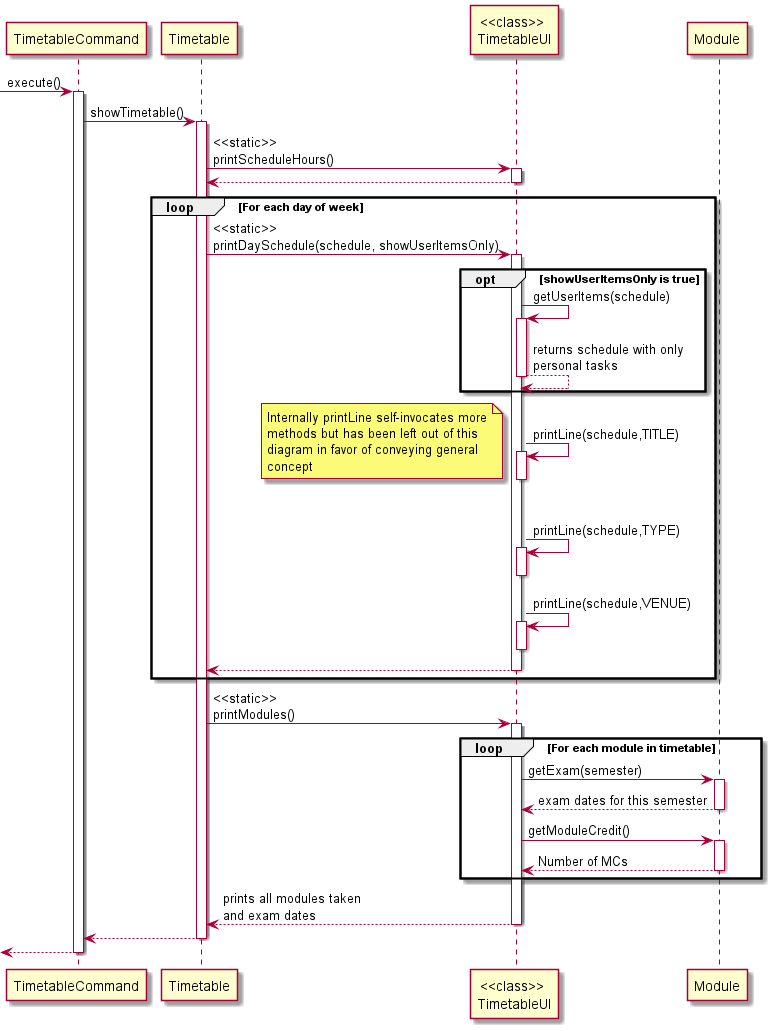 <<class>>
TimetableCommand
Timetable
TimetableUI
Module
execute()
showTimetable()
<<static>>
printScheduleHours()
loop
[For each day of week]
<<static>>
printDaySchedule(schedule, showUserItemsOnly)
opt
[showUserItemsOnly is true]
getUserItems(schedule)
returns schedule with only
personal tasks
Internally printLine self-invocates more
methods but has been left out of this
diagram in favor of conveying general
concept
printLine(schedule,TITLE)
printLine(schedule,TYPE)
printLine(schedule,VENUE)
<<static>>
printModules()
loop
[For each module in timetable]
getExam(semester)
exam dates for this semester
getModuleCredit()
Number of MCs
prints all modules taken
and exam dates
TimetableCommand
Timetable
<<class>>
TimetableUI
Module